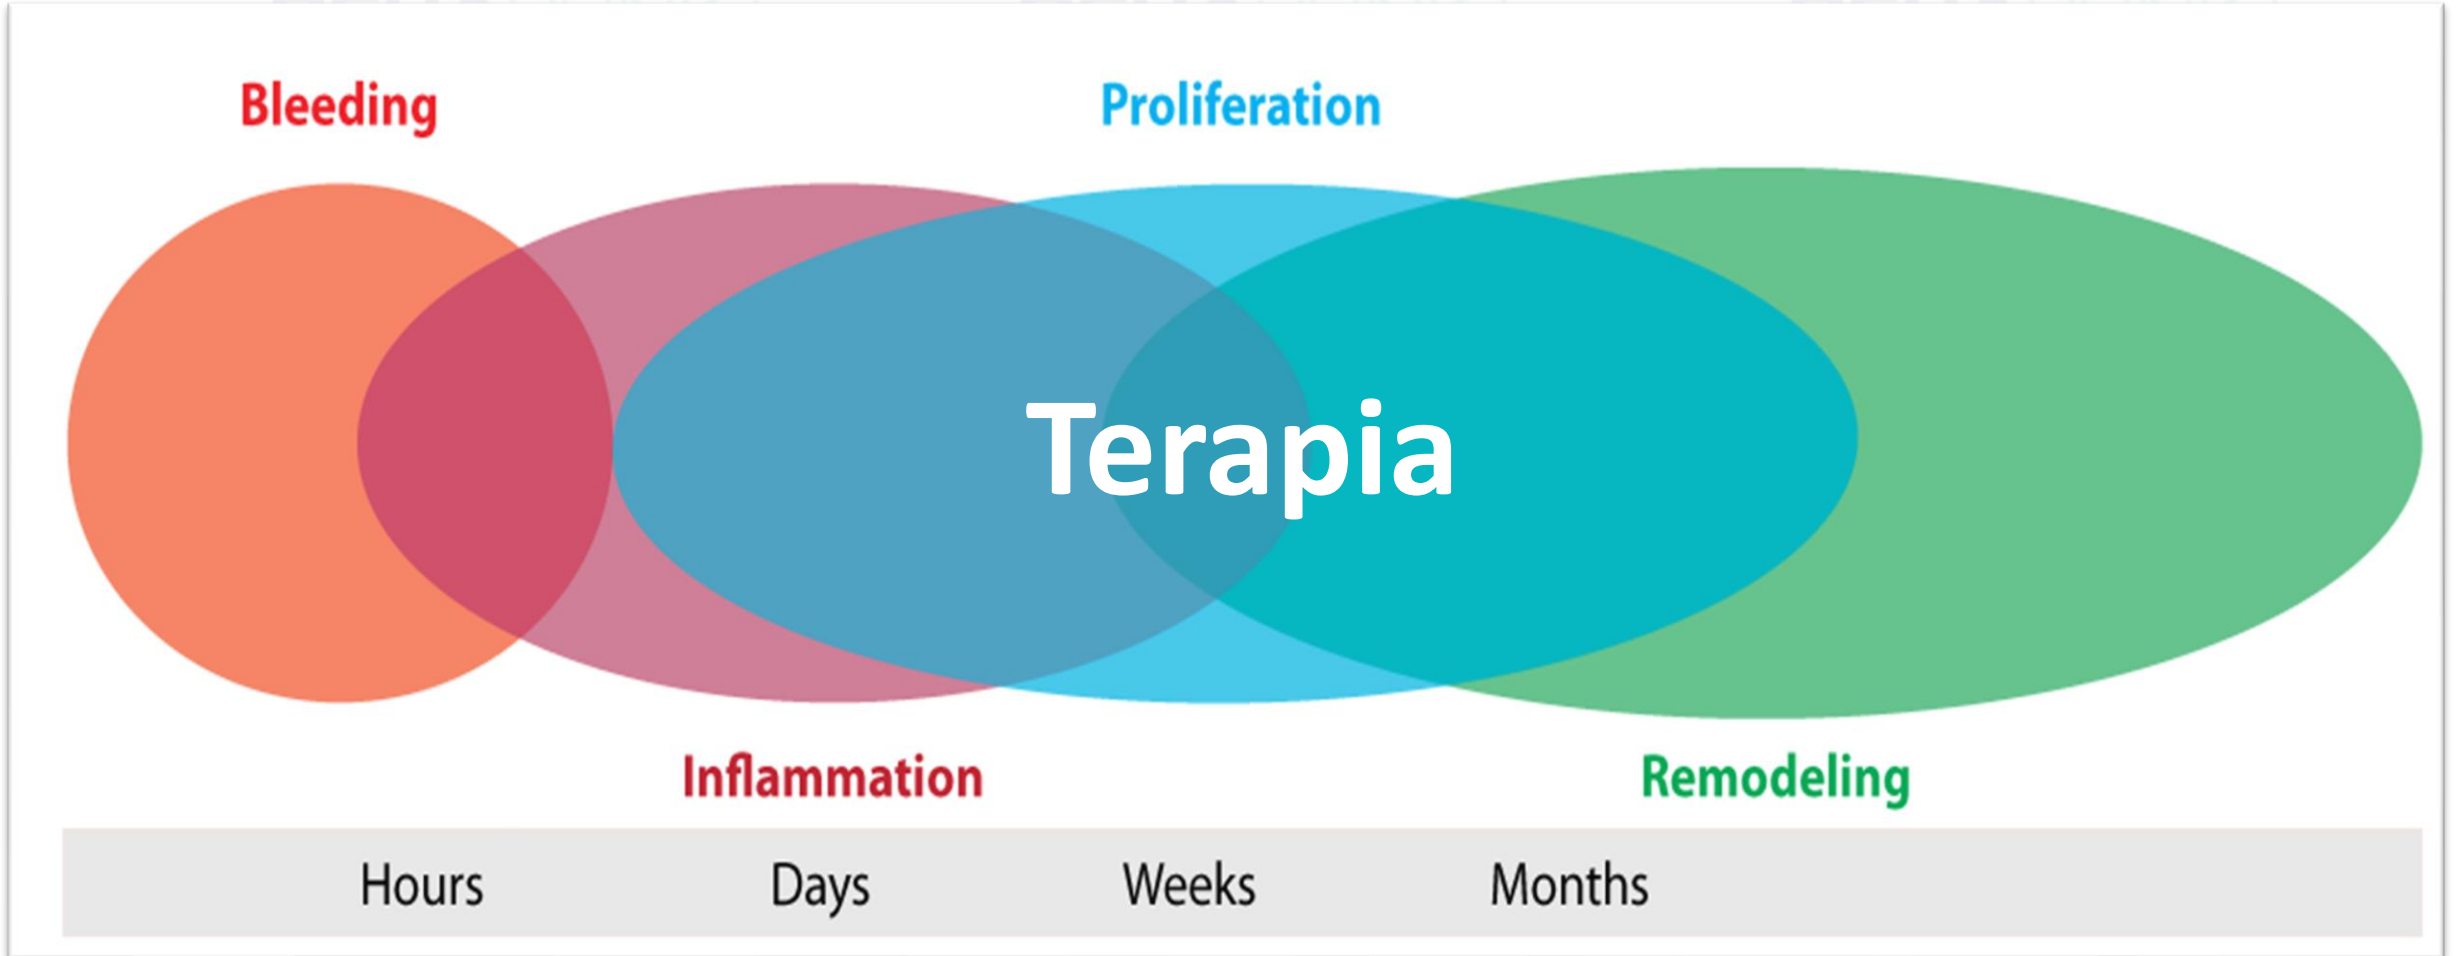 Bleeding
Proliferation
Terapia
Inflammation
Remodeling
Hours Days Weeks Months